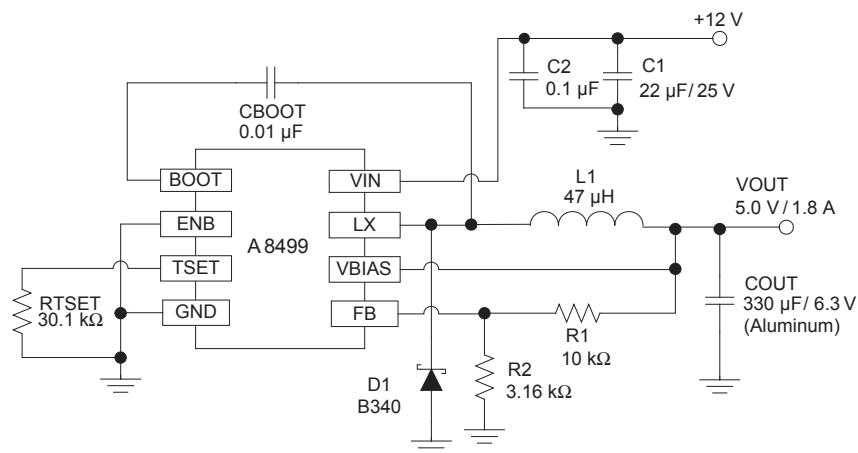 +12 V
C2
0.1 µF
C1
22 µF/ 25 V
CBOOT
0.01 µF
BOOT
VIN
L1
47 µH
VOUT
5.0 V / 1.8 A
ENB
LX
A 8499
TSET
VBIAS
RTSET
30.1 kΩ
GND
FB
COUT
330 µF/ 6.3 V
(Aluminum)
R1
10 kΩ
R2
3.16 kΩ
D1
B340